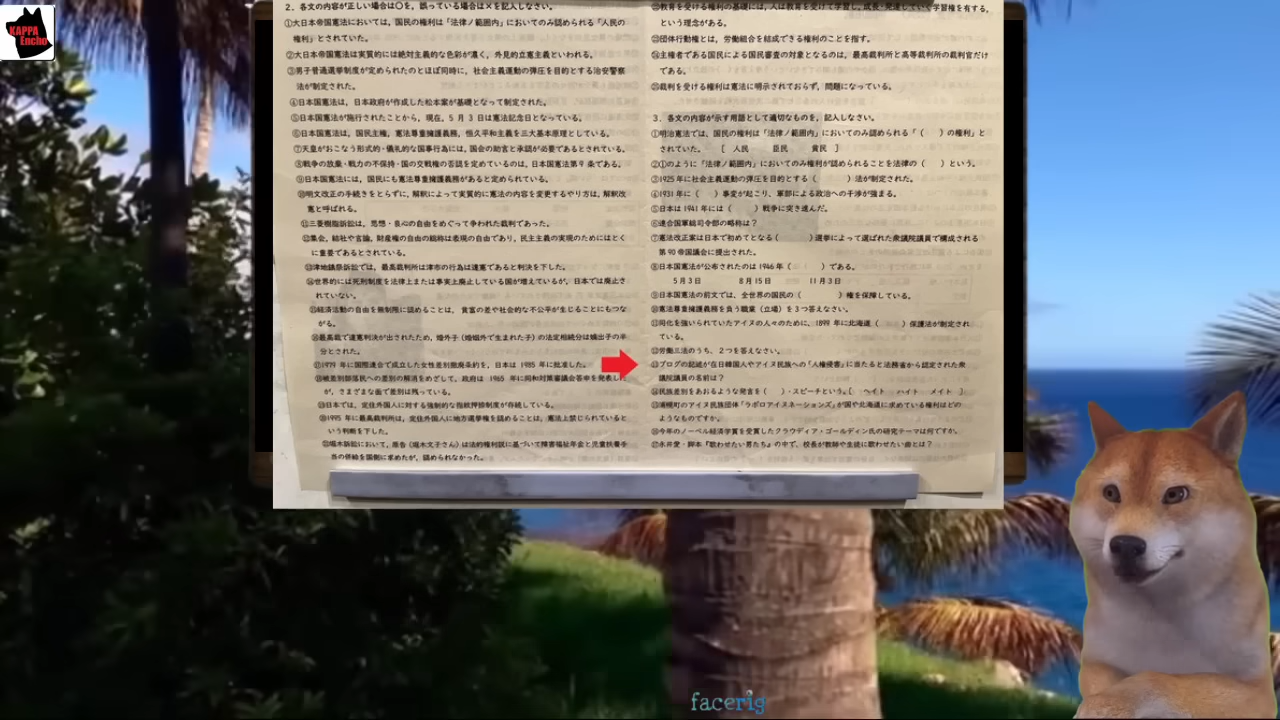 KAPPA
Encho
2．各文の内容が正しい場合は〇を，誤っている場合は×を記入しなさい。
①大日本帝国憲法においては，国民の権利は「法律ノ範囲内」においてのみ認められる「人民の
権利」とされていた。
②大日本帝国憲法は実質的には絶対主義的な色彩が濃く，外見的立憲主義といわれる。
③男子普通選挙制度が定められたのとほぼ同時に，社会主義運動の弾圧を目的とする治安警察
法が制定された。
④日本国憲法は，日本政府が作成した松本案が基礎となって制定された。
⑤日本国憲法が施行されたことから，現在，5月3日は憲法記念日となっている。
⑥日本国憲法は，国民主権，憲法尊重擁護義務，恒久平和主義を三大基本原理としている。
⑦天皇がおこなう形式的・儀礼的な国事行為には，国会の助言と承認が必要であるとされている。
⑧戦争の放棄・戦力の不保持・国の交戦権の否認を定めているのは，日本国憲法第9条である。
⑨日本国憲法には，国民にも憲法尊重擁護義務があると定められている。
⑩明文改正の手続きをとらずに，解釈によって実質的に憲法の内容を変更するやり方は，解釈改
憲と呼ばれる。
⑪三菱樹脂訴訟は，思想・良心の自由をめぐって争われた裁判であった。
⑫集会，結社や言論，財産権の自由の総称は表現の自由であり，民主主義の実現のためにはとく
に重要であるとされている。
⑬津地鎮祭訴訟では，最高裁判所は津市の行為は違憲であると判決を下した。
⑭世界的には死刑制度を法律上または事実上廃止している国が増えているが，日本では廃止さ
れていない。
⑮経済活動の自由を無制限に認めることは，貧富の差や社会的な不公平が生じることにもつな
がる。
⑯最高裁で違憲判決が出されたため，婚外子（婚姻外で生まれた子）の法定相続分は嫡出子の半
分とされた。
⑰1979年に国際連合で成立した女性差別撤廃条約を，日本は1985年に批准した。
⑱被差別部落民への差別の解消をめざして，政府は 1965 年に同和対策審議会答申を発表し
が，さまざまな面で差別は残っている。
⑲日本では，定住外国人に対する強制的な指紋押捺制度が存続している。
⑳1995年に最高裁判所は，定住外国人に地方選挙権を認めることは，憲法上禁じられていると
いう判断を下した。
㉑堀木訴訟において，原告（堀木文子さん）は法的権利説に基づいて障害福祉年金と児童扶養手
当の併給を国側に求めたが，認められなかった。
㉒教育を受ける権利の基礎には，人は教育を受けて学習し，成長・発達していく学習権を有する，
という理念がある。
㉓団体行動権とは，労働組合を結成できる権利のことを指す。
㉔主権者である国民による国民審査の対象となるのは，最高裁判所と高等裁判所の裁判官だけ
である。
㉕裁判を受ける権利は憲法に明示されておらず，問題になっている。
3．各文の内容が示す用語として適切なものを，記入しなさい。
①明治憲法では，国民の権利は「法律ノ範囲内」においてのみ認められる「（　）の権利」と
されていた。　［　人民　　臣民　　黄民　］
②①のように「法律ノ範囲内」においてのみ権利が認められることを法律の（　）という。
③1925年に社会主義運動の弾圧を目的とする（　　）法が制定された。
④1931年に（　）事変が起こり，軍部による政治への干渉が強まる。
⑤日本は1941年には（　　）戦争に突き進んだ。
⑥連合国軍総司令部の略称は？
⑦憲法改正案は日本で初めてとなる（　　）選挙によって選ばれた衆議院議員で構成される
第90帝国議会に提出された。
⑧日本国憲法が公布されたのは1946年（　　）である。
5月3日　　8月15日　　11月3日
⑨日本国憲法の前文では，全世界の国民の（　　）権を保障している。
⑩憲法尊重擁護義務を負う職業（立場）を3つ答えなさい。
⑪同化を強いられていたアイヌの人々のために，1899年に北海道（　　）保護法が制定され
ている。
⑫労働三法のうち，2つを答えなさい。
⑬ブログの記述が在日韓国人やアイヌ民族への「人権侵害」に当たると法務省から認定された衆
議院議員の名前は？
⑭民族差別をあおるような発言を（　）・スピーチという。［　ヘイト　ハイト　メイト　］
⑮浦幌町のアイヌ民族団体「ラポロアイヌネーションズ」が国や北海道に求めている権利はどの
ようなものですか。
⑯今年のノーベル経済学賞を受賞したクラウディア・ゴールディン氏の研究テーマは何ですか。
⑰永井愛・脚本『歌わせたい男たち』の中で，校長が教師や生徒に歌わせたい曲とは？
facerig